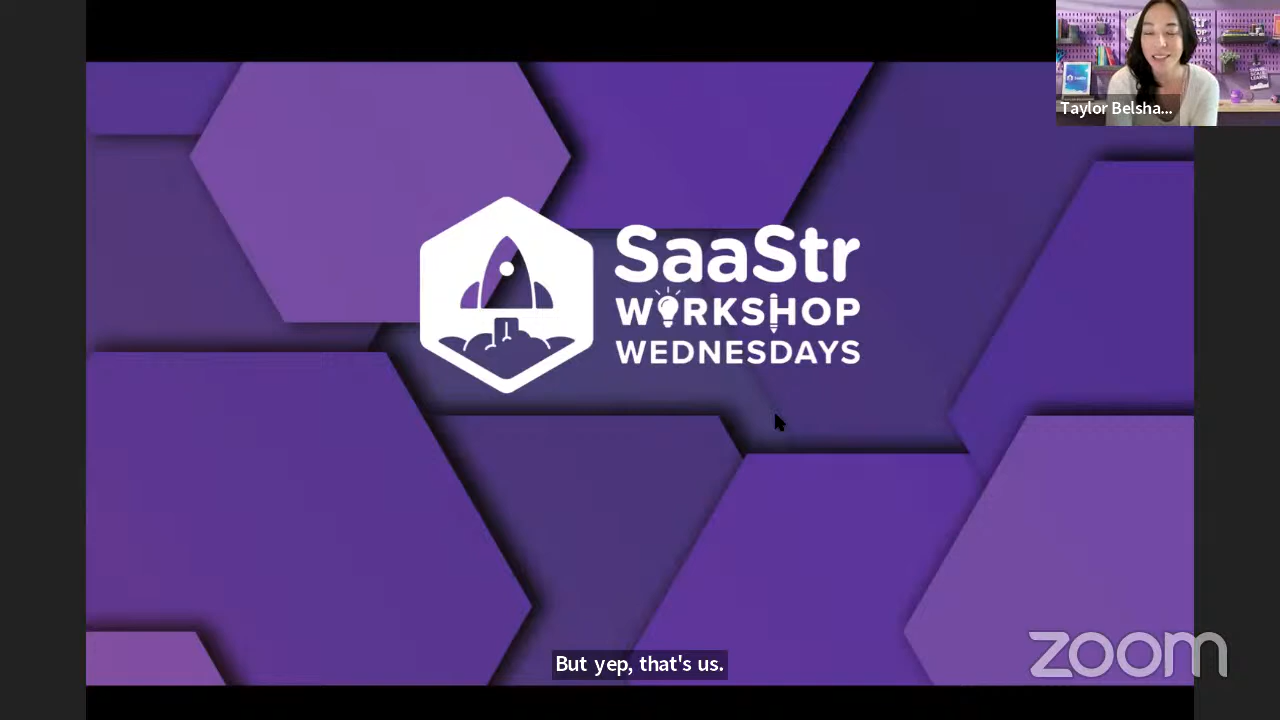 Taylor Belsha...
SaaStr
WORKSHOP
WEDNESDAYS
But yep, that's us.
zoom